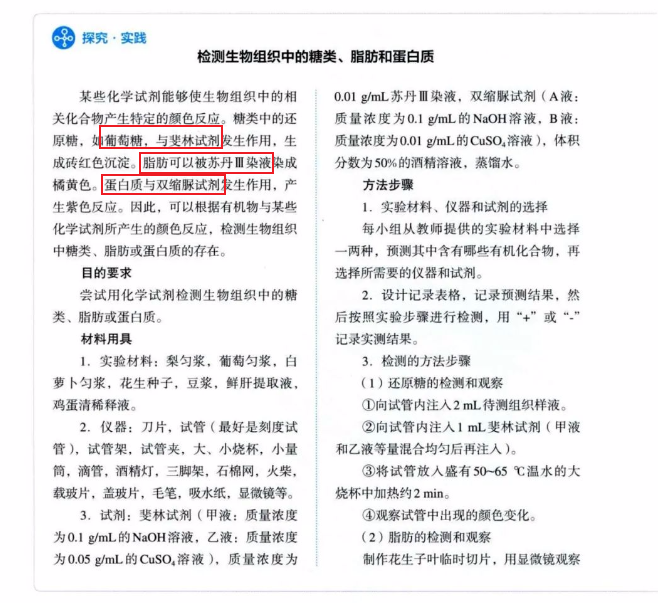 探究·实践
检测生物组织中的糖类、脂肪和蛋白质
某些化学试剂能够使生物组织中的相
关化合物产生特定的颜色反应。糖类中的还
原糖，如葡萄糖，与斐林试剂发生作用，生
成砖红色沉淀。脂肪可以被苏丹Ⅲ染液染成
橘黄色。蛋白质与双缩脲试剂发生作用，产
生紫色反应。因此，可以根据有机物与某些
化学试剂所产生的颜色反应，检测生物组织
中糖类、脂肪或蛋白质的存在。
目的要求
尝试用化学试剂检测生物组织中的糖
类、脂肪或蛋白质。
材料用具
1．实验材料：梨匀浆，葡萄匀浆，白
萝卜匀浆，花生种子，豆浆，鲜肝提取液，
鸡蛋清稀释液。
2．仪器：刀片，试管（最好是刻度试
管），试管架，试管夹，大、小烧杯，小量
筒，滴管，酒精灯，三脚架，石棉网，火柴，
载玻片，盖玻片，毛笔，吸水纸，显微镜等。
3．试剂：斐林试剂（甲液：质量浓度
为0.1 g/mL的NaOH溶液，乙液：质量浓度
为0.05 g/mL的CuSO₄溶液），质量浓度为
0.01 g/mL苏丹Ⅲ染液，双缩脲试剂（A液：
质量浓度为0.1 g/mL的NaOH溶液，B液：
质量浓度为0.01 g/mL的CuSO₄溶液），体积
分数为50%的酒精溶液，蒸馏水。
方法步骤
1．实验材料、仪器和试剂的选择
每小组从教师提供的实验材料中选择
一两种，预测其中含有哪些有机化合物，再
选择所需要的仪器和试剂。
2．设计记录表格，记录预测结果，然
后按照实验步骤进行检测，用“+”或“-”
记录实测结果。
3．检测的方法步骤
（1）还原糖的检测和观察
①向试管内注入2 mL待测组织样液。
②向试管内注入1 mL斐林试剂（甲液
和乙液等量混合均匀后再注入）。
③将试管放入盛有50~65 ℃温水的大
烧杯中加热约2 min。
④观察试管中出现的颜色变化。
（2）脂肪的检测和观察
制作花生子叶临时切片，用显微镜观察